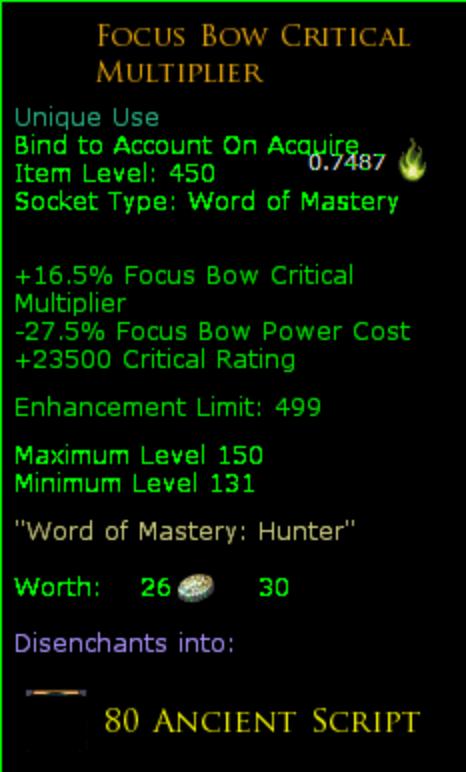 Focus Bow Critical
Multiplier
Unique Use
Bind to Account On Acquire
0.7487
Item Level: 450
Socket Type: Word of Mastery
+16.5% Focus Bow Critical
Multiplier
-27.5% Focus Bow Power Cost
+23500 Critical Rating
Enhancement Limit: 499
Maximum Level 150
Minimum Level 131
"Word of Mastery: Hunter"
Worth: 26 30
Disenchants into:
80 Ancient Script